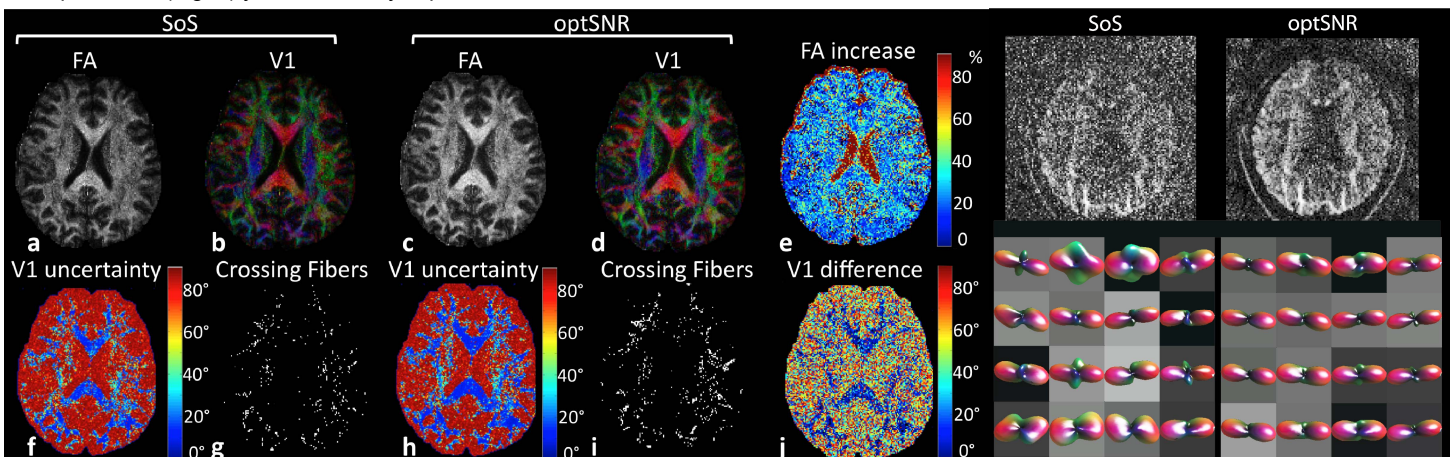 SoS
optSNR
FA
V1
FA
V1
FA increase
%
80
60
40
20
0
a
b
c
d
e
SoS
optSNR
V1 uncertainty
Crossing Fibers
V1 uncertainty
Crossing Fibers
V1 difference
80°
60°
40°
20°
0°
80°
60°
40°
20°
0°
80%
60%
40%
20%
0%
f
g
h
i
j